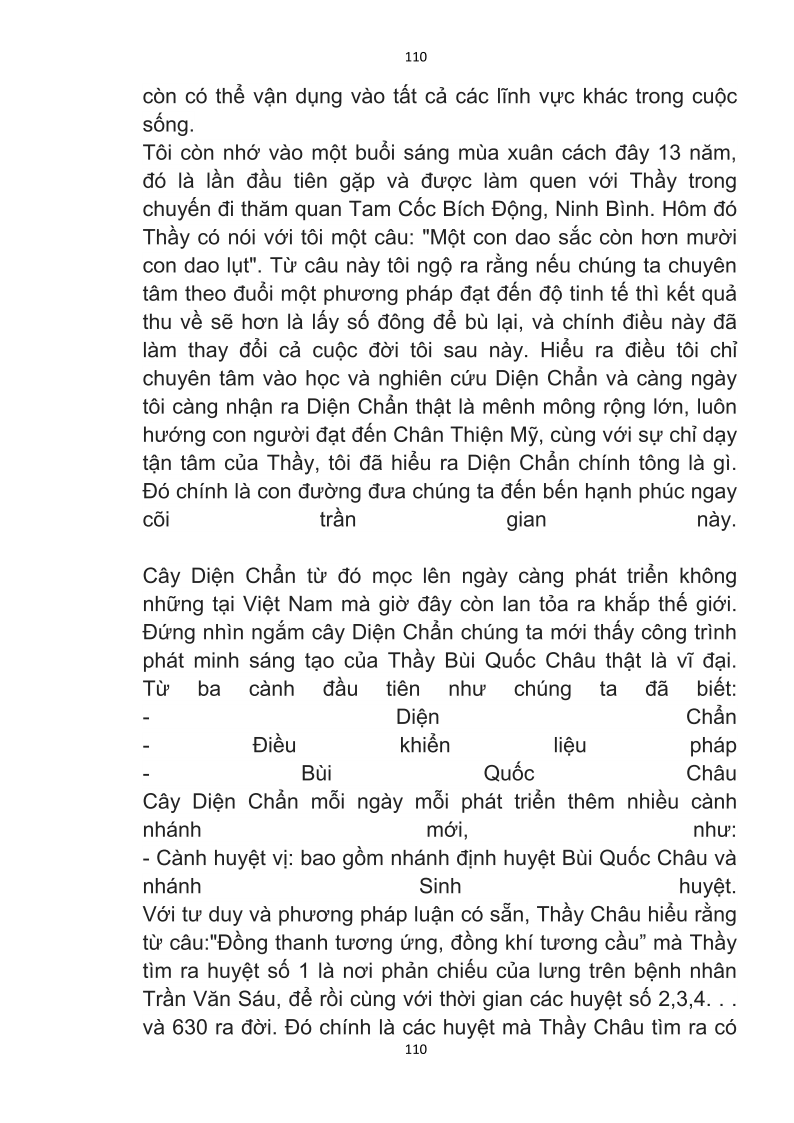 110
còn có thể vận dụng vào tất cả các lĩnh vực khác trong cuộc
sống.
Tôi còn nhớ vào một buổi sáng mùa xuân cách đây 13 năm,
đó là lần đầu tiên gặp và được làm quen với Thầy trong
chuyến đi thăm quan Tam Cốc Bích Động, Ninh Bình. Hôm đó
Thầy có nói với tôi một câu: "Một con dao sắc còn hơn mười
con dao lụt". Từ câu này tôi ngộ ra rằng nếu chúng ta chuyên
tâm theo đuổi một phương pháp đạt đến độ tinh tế thì kết quả
thu về sẽ hơn là lấy số đông để bù lại, và chính điều này đã
làm thay đổi cả cuộc đời tôi sau này. Hiểu ra điều tôi chỉ
chuyên tâm vào học và nghiên cứu Diện Chẩn và càng ngày
tôi càng nhận ra Diện Chẩn thật là mênh mông rộng lớn, luôn
hướng con người đạt đến Chân Thiện Mỹ, cùng với sự chỉ dạy
tận tâm của Thầy, tôi đã hiểu ra Diện Chẩn chính tông là gì.
Đó chính là con đường đưa chúng ta đến bến hạnh phúc ngay
cõi trần gian này.
Cây Diện Chẩn từ đó mọc lên ngày càng phát triển không
những tại Việt Nam mà giờ đây còn lan tỏa ra khắp thế giới.
Đứng nhìn ngắm cây Diện Chẩn chúng ta mới thấy công trình
phát minh sáng tạo của Thầy Bùi Quốc Châu thật là vĩ đại.
Từ ba cành đầu tiên như chúng ta đã biết:
- Diện Chẩn
- Điều khiển liệu pháp
- Bùi Quốc Châu
Cây Diện Chẩn mỗi ngày mỗi phát triển thêm nhiều cành
nhánh mới, như:
- Cành huyệt vị: bao gồm nhánh định huyệt Bùi Quốc Châu và
nhánh Sinh huyệt.
Với tư duy và phương pháp luận có sẵn, Thầy Châu hiểu rằng
từ câu:"Đồng thanh tương ứng, đồng khí tương cầu” mà Thầy
tìm ra huyệt số 1 là nơi phản chiếu của lưng trên bệnh nhân
Trần Văn Sáu, để rồi cùng với thời gian các huyệt số 2,3,4. . .
và 630 ra đời. Đó chính là các huyệt mà Thầy Châu tìm ra có
110